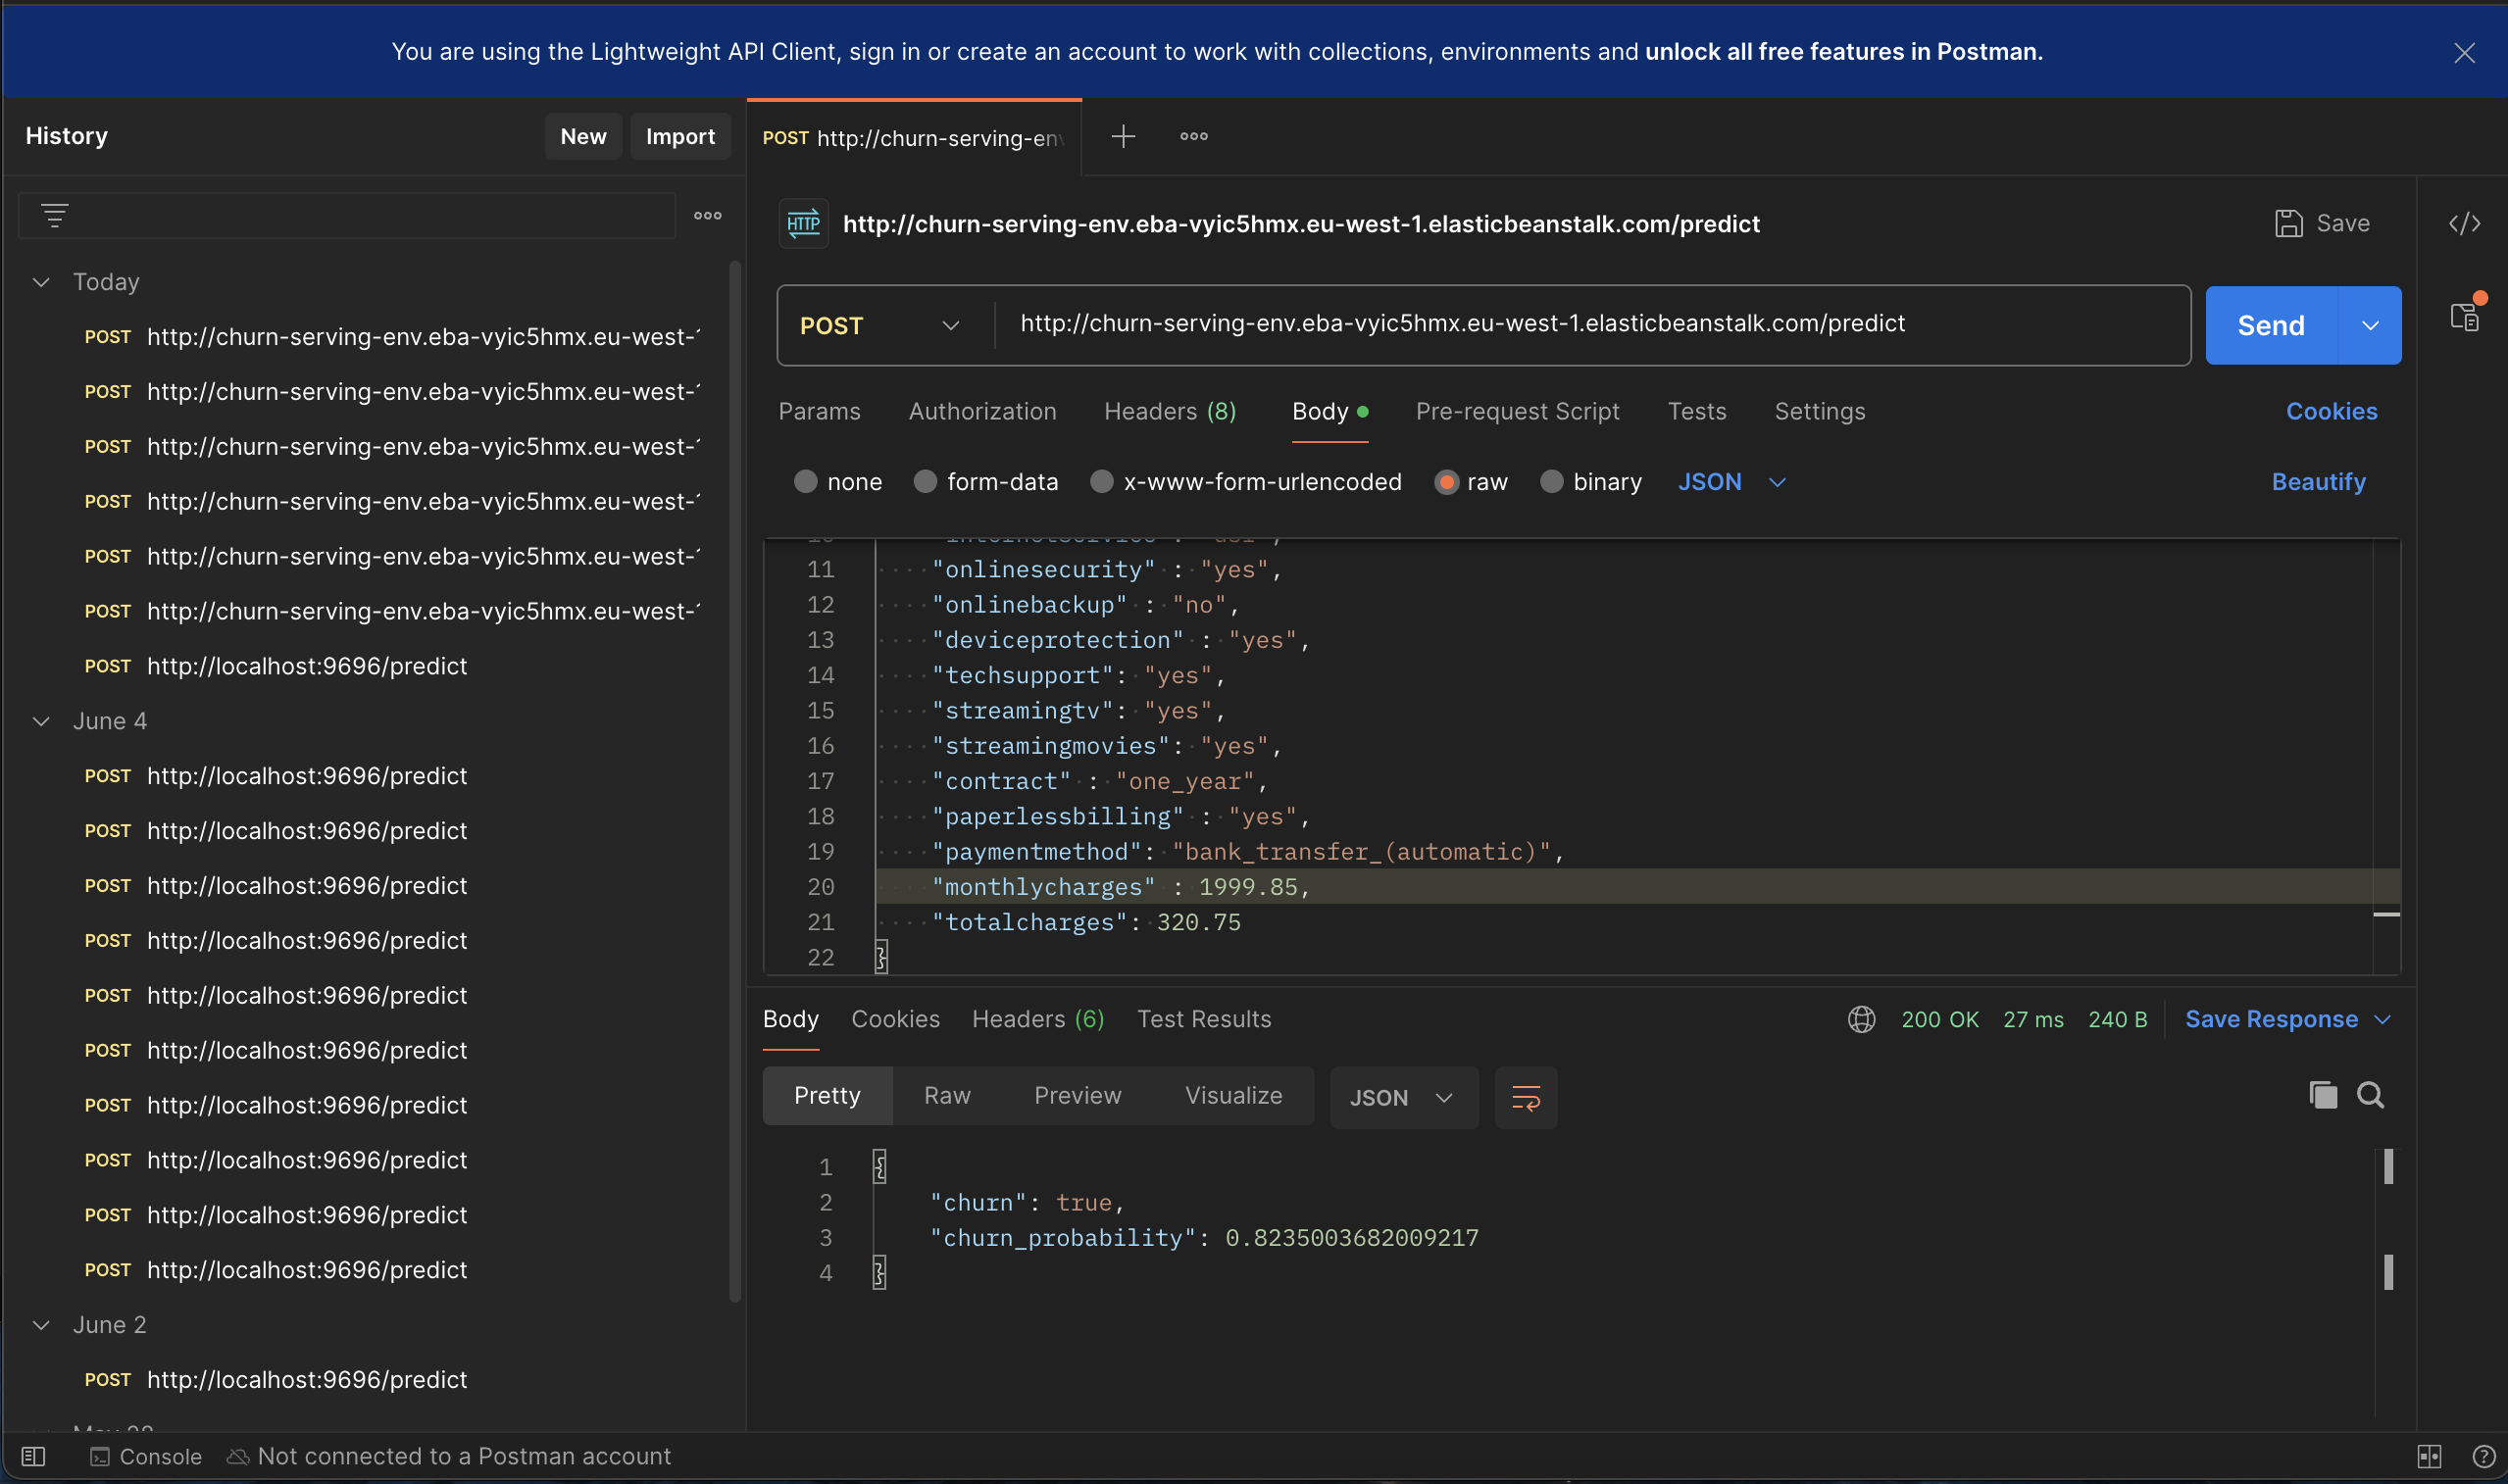 You are using the Lightweight API Client, sign in or create an account to work with collections, environments and unlock all free features in Postman.
History
New
Import
POST http://churn-serving-en
Today
POST http://churn-serving-env.eba-vyic5hmx.eu-west-1
POST http://churn-serving-env.eba-vyic5hmx.eu-west-1
POST http://churn-serving-env.eba-vyic5hmx.eu-west-1
POST http://churn-serving-env.eba-vyic5hmx.eu-west-1
POST http://churn-serving-env.eba-vyic5hmx.eu-west-1
POST http://churn-serving-env.eba-vyic5hmx.eu-west-1
POST http://localhost:9696/predict
June 4
POST http://localhost:9696/predict
POST http://localhost:9696/predict
POST http://localhost:9696/predict
POST http://localhost:9696/predict
POST http://localhost:9696/predict
POST http://localhost:9696/predict
POST http://localhost:9696/predict
POST http://localhost:9696/predict
POST http://localhost:9696/predict
POST http://localhost:9696/predict
June 2
POST http://localhost:9696/predict
HTTP http://churn-serving-env.eba-vyic5hmx.eu-west-1.elasticbeanstalk.com/predict
Save
</>
POST http://churn-serving-env.eba-vyic5hmx.eu-west-1.elasticbeanstalk.com/predict
Send
Params Authorization Headers (8) Body Pre-request Script Tests Settings Cookies
none form-data x-www-form-urlencoded raw binary JSON Beautify
11 "onlinesecurity" : "yes",
12 "onlinebackup" : "no",
13 "deviceprotection" : "yes",
14 "techsupport": "yes",
15 "streamingtv": "yes",
16 "streamingmovies": "yes",
17 "contract" : "one_year",
18 "paperlessbilling" : "yes",
19 "paymentmethod": "bank_transfer_(automatic)",
20 "monthlycharges" : 1999.85,
21 "totalcharges": 320.75
22 }
Body Cookies Headers (6) Test Results 200 OK 27 ms 240 B Save Response
Pretty Raw Preview Visualize JSON
1 {
2 "churn": true,
3 "churn_probability": 0.8235003682009217
4 }
Console
Not connected to a Postman account